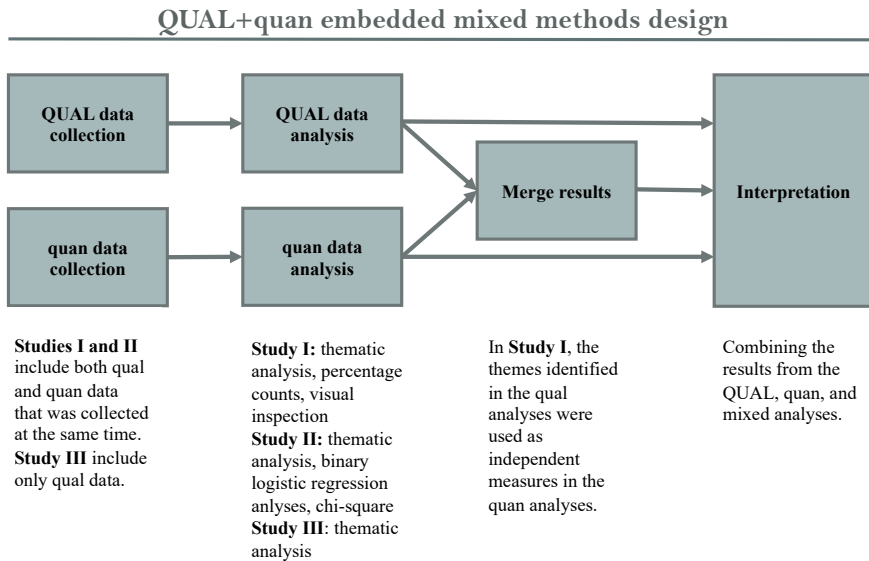 QUAL+quan embedded mixed methods design
QUAL data
collection
QUAL data
analysis
Merge results
Interpretation
quan data
collection
quan data
analysis
Studies I and II
include both qual
and quan data
that was collected
at the same time.
Study III include
only qual data.
Study I: thematic
analysis, percentage
counts, visual
inspection
Study II: thematic
analysis, binary
logistic regression
anlyses, chi-square
Study III: thematic
analysis
In Study I, the
themes identified
in the qual
analyses were
used as
independent
measures in the
quan analyses.
Combining the
results from the
QUAL, quan, and
mixed analyses.